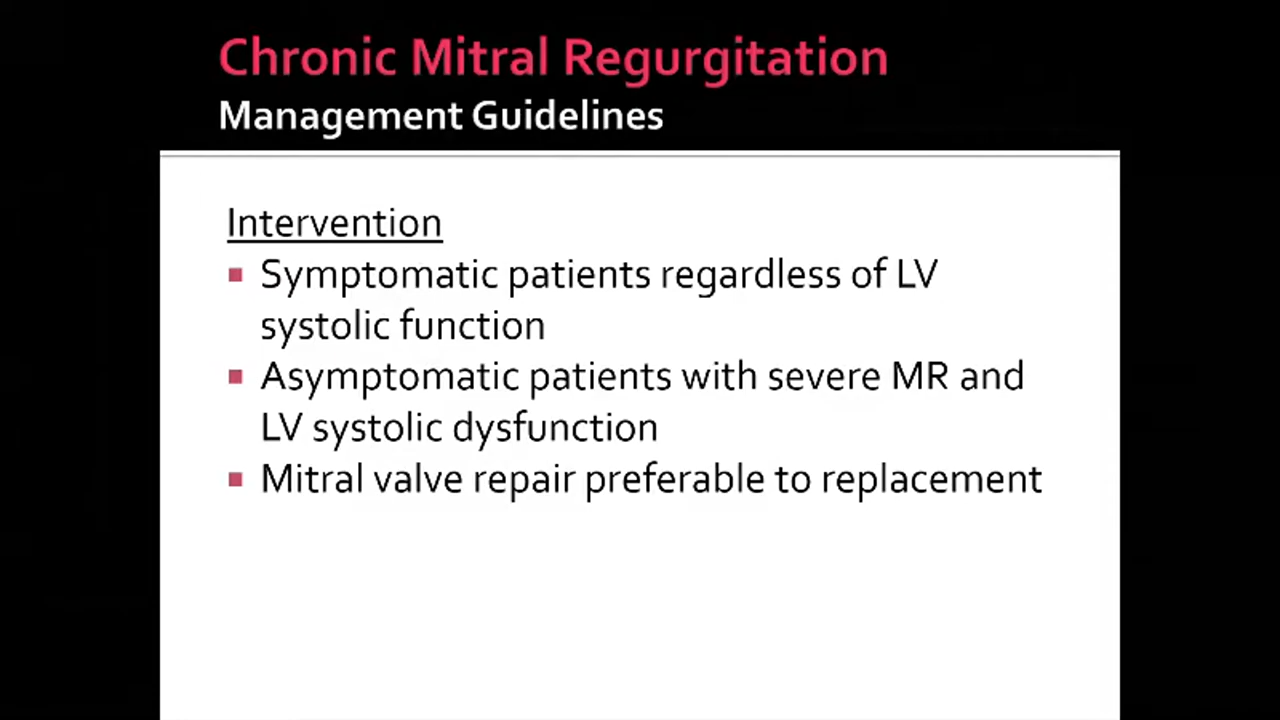 Chronic Mitral Regurgitation
Management Guidelines
Intervention
Symptomatic patients regardless of LV
systolic function
Asymptomatic patients with severe MR and
LV systolic dysfunction
Mitral valve repair preferable to replacement